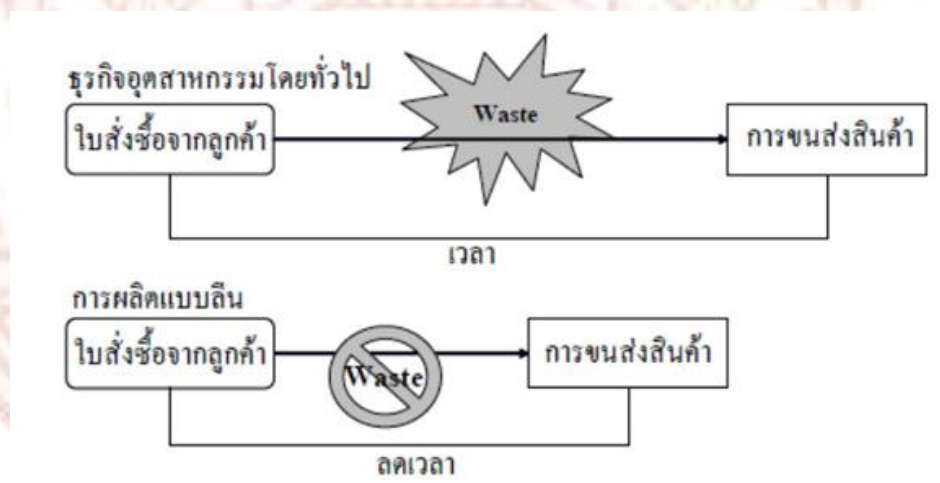 ธุรกิจอุตสาหกรรมโดยทั่วไป
ใบสั่งซื้อจากลูกค้า
Waste
การขนส่งสินค้า
เวลา
การผลิตแบบลีน
ใบสั่งซื้อจากลูกค้า
Waste
การขนส่งสินค้า
ลดเวลา